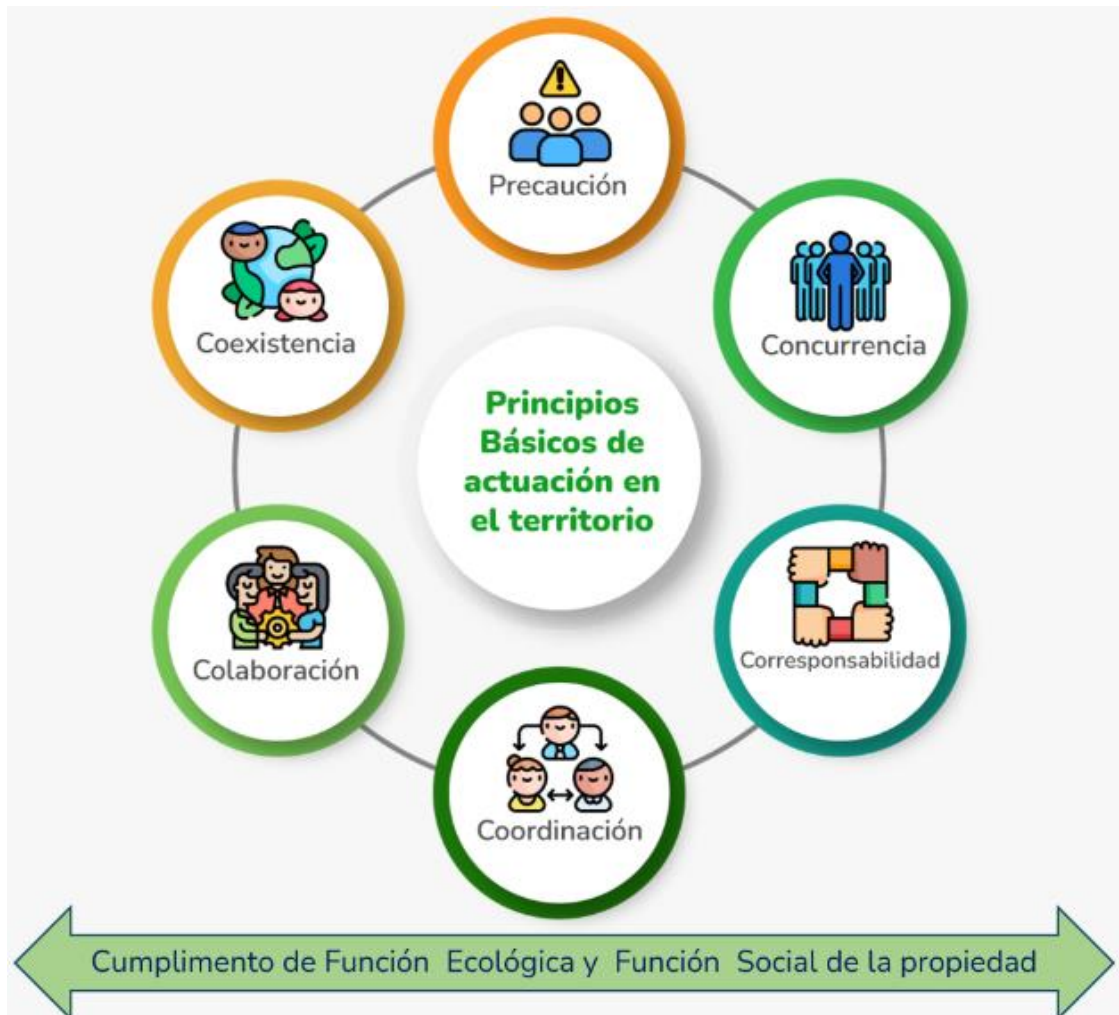 Precaución
Coexistencia
Concurrencia
Principios
Básicos de
actuación en
el territorio
Colaboración
Corresponsabilidad
Coordinación
Cumplimento de Función Ecológica y Función Social de la propiedad